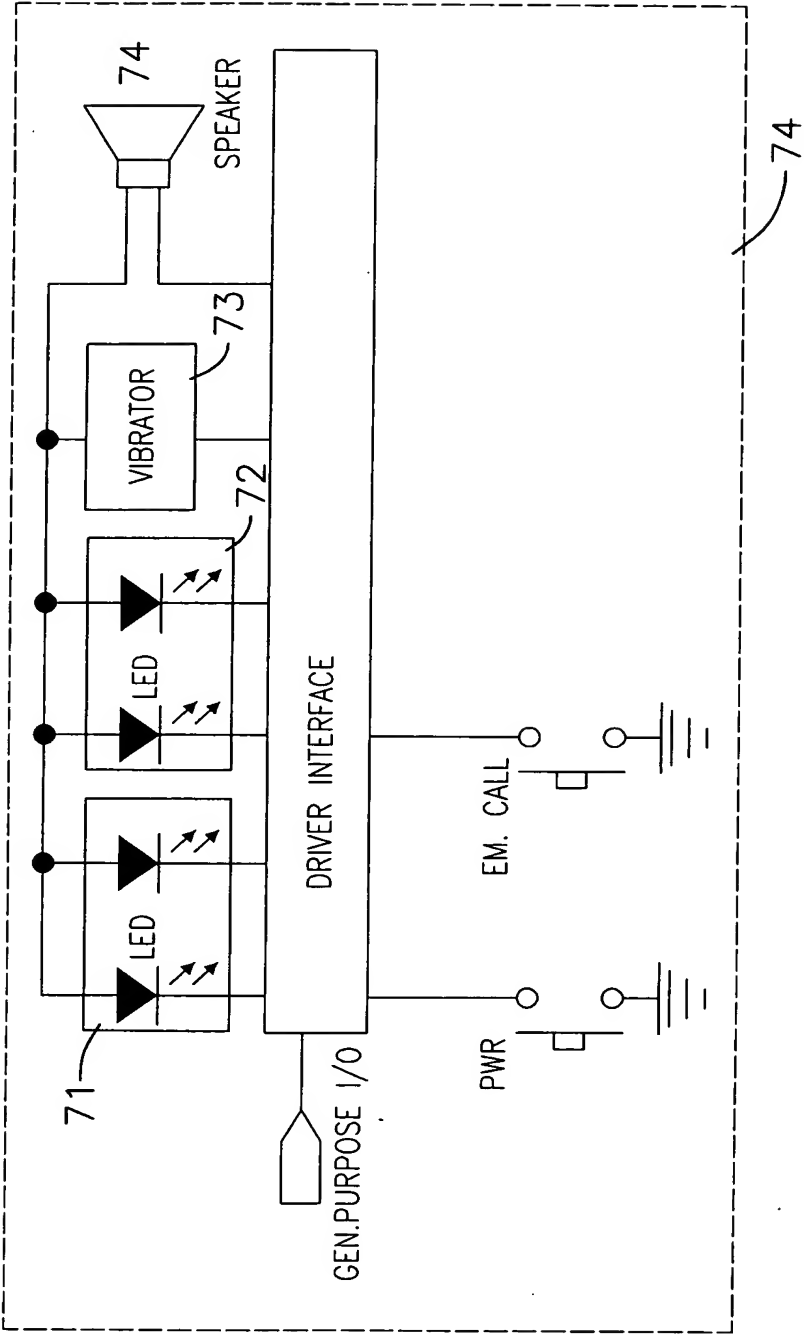 74
SPEAKER
73
VIBRATOR
72
LED
LED
71
DRIVER INTERFACE
GEN.PURPOSE I/O
EM. CALL
PWR
74